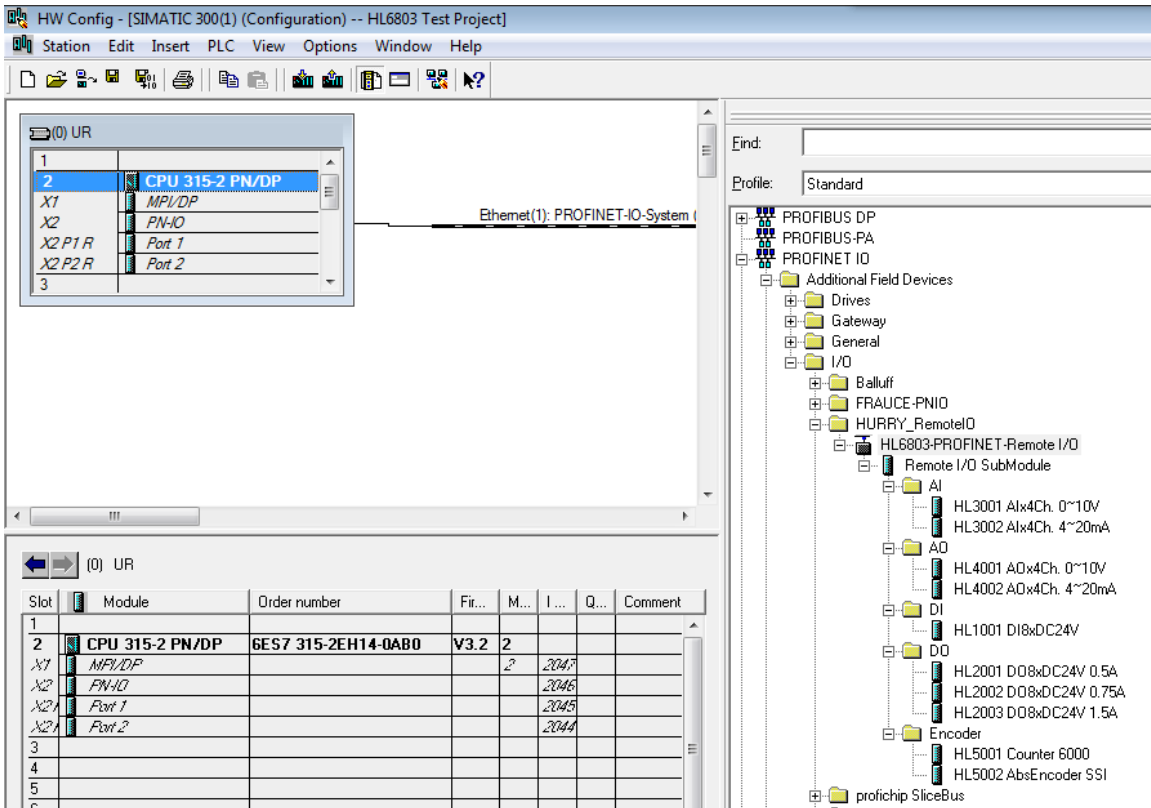 HW Config - [SIMATIC 300(1) (Configuration) -- HL6803 Test Project]
Station Edit Insert PLC View Options Window Help
(0) UR
1
2 CPU 315-2 PN/DP
X1 MPI/DP
X2 PN-IO
X2 P1 R Port 1
X2 P2 R Port 2
3
Ethernet(1): PROFINET-IO-System (
Find:
Profile: Standard
PROFIBUS DP
PROFIBUS-PA
PROFINET IO
Additional Field Devices
Drives
Gateway
General
I/O
Balluff
FRAUCE-PNIO
HURRY_RemoteIO
HL6803-PROFINET-Remote I/O
Remote I/O SubModule
AI
HL3001 AIx4Ch. 0~10V
HL3002 AIx4Ch. 4~20mA
AO
HL4001 AOx4Ch. 0~10V
HL4002 AOx4Ch. 4~20mA
DI
HL1001 DI8xDC24V
DO
HL2001 DO8xDC24V 0.5A
HL2002 DO8xDC24V 0.75A
HL2003 DO8xDC24V 1.5A
Encoder
HL5001 Counter 6000
HL5002 AbsEncoder SSI
profichip SliceBus
(0) UR
Slot Module Order number Fir... M... I ... Q... Comment
1
2 CPU 315-2 PN/DP 6ES7 315-2EH14-0AB0 V3.2 2
X1 MPI/DP 2 2047
X2 PN-IO 2046
X2 Port 1 2045
X2 Port 2 2044
3
4
5